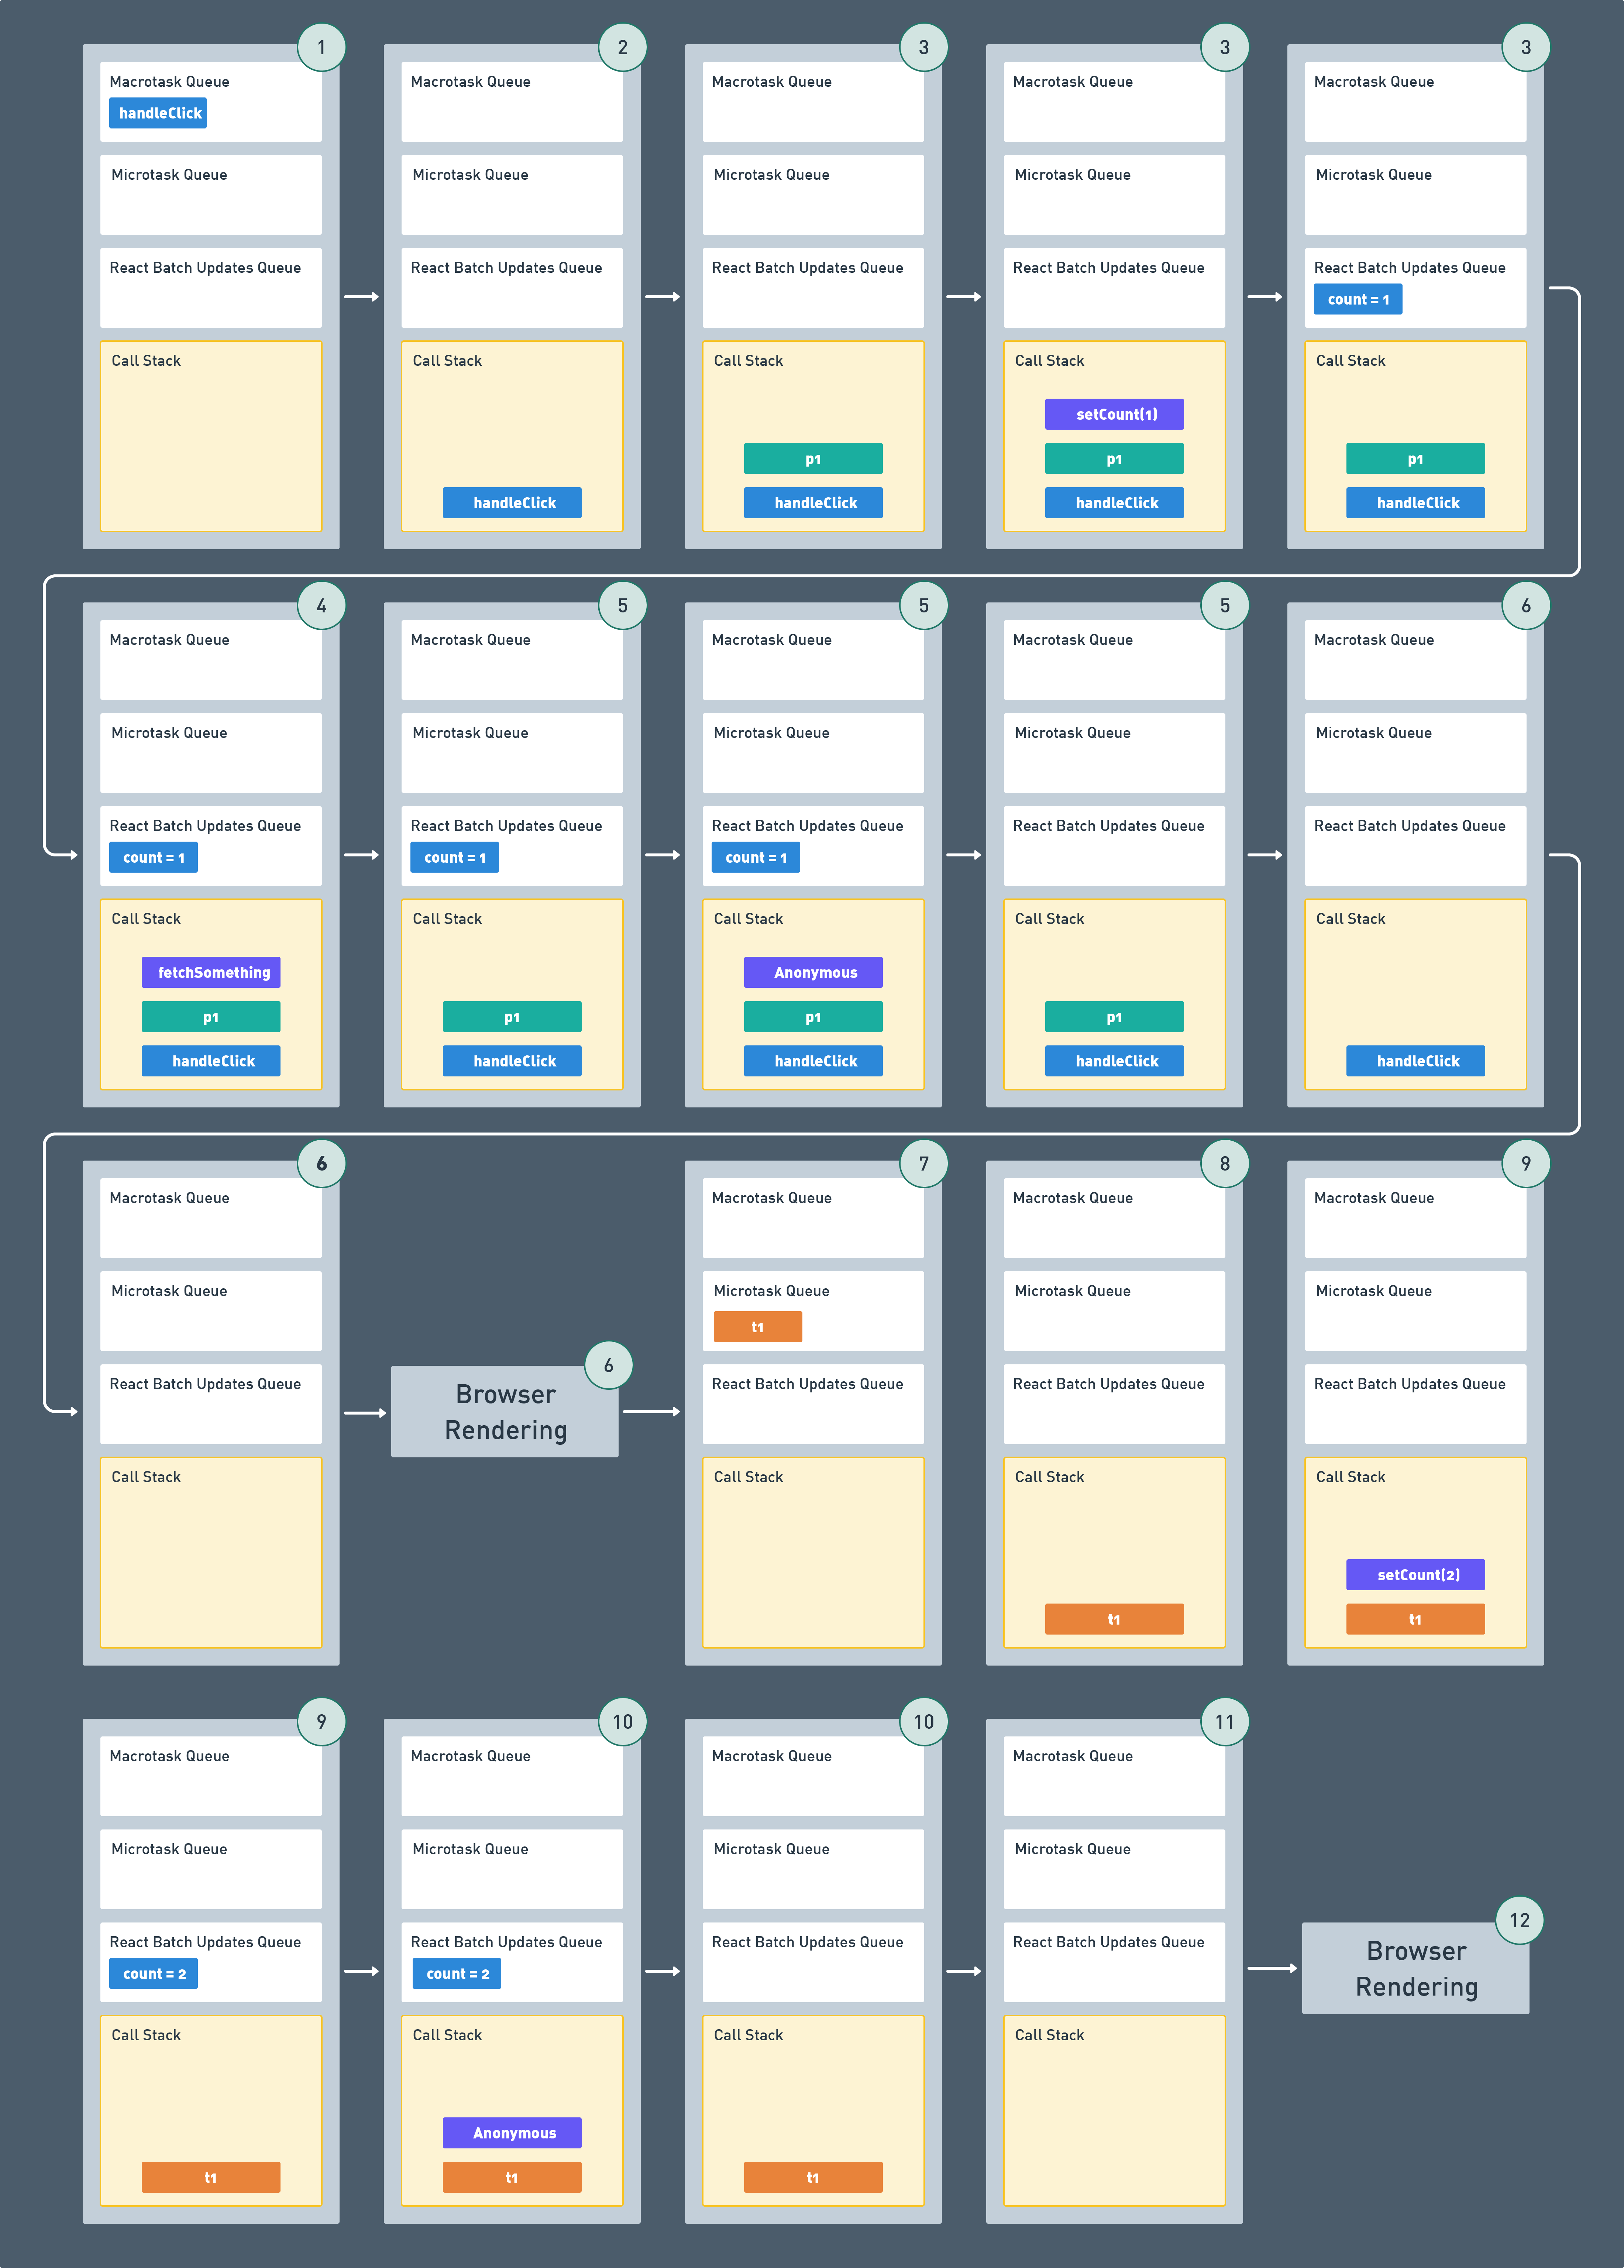 1
Macrotask Queue
handleClick
Microtask Queue
React Batch Updates Queue
Call Stack
2
Macrotask Queue
Microtask Queue
React Batch Updates Queue
Call Stack
handleClick
3
Macrotask Queue
Microtask Queue
React Batch Updates Queue
Call Stack
p1
handleClick
3
Macrotask Queue
Microtask Queue
React Batch Updates Queue
Call Stack
setCount(1)
p1
handleClick
3
Macrotask Queue
Microtask Queue
React Batch Updates Queue
count = 1
Call Stack
p1
handleClick
4
Macrotask Queue
Microtask Queue
React Batch Updates Queue
count = 1
Call Stack
fetchSomething
p1
handleClick
5
Macrotask Queue
Microtask Queue
React Batch Updates Queue
count = 1
Call Stack
p1
handleClick
5
Macrotask Queue
Microtask Queue
React Batch Updates Queue
count = 1
Call Stack
Anonymous
p1
handleClick
5
Macrotask Queue
Microtask Queue
React Batch Updates Queue
Call Stack
p1
handleClick
6
Macrotask Queue
Microtask Queue
React Batch Updates Queue
Call Stack
handleClick
6
Macrotask Queue
Microtask Queue
React Batch Updates Queue
Call Stack
6
Browser
Rendering
7
Macrotask Queue
Microtask Queue
t1
React Batch Updates Queue
Call Stack
8
Macrotask Queue
Microtask Queue
React Batch Updates Queue
Call Stack
t1
9
Macrotask Queue
Microtask Queue
React Batch Updates Queue
Call Stack
setCount(2)
t1
9
Macrotask Queue
Microtask Queue
React Batch Updates Queue
count = 2
Call Stack
t1
10
Macrotask Queue
Microtask Queue
React Batch Updates Queue
count = 2
Call Stack
Anonymous
t1
10
Macrotask Queue
Microtask Queue
React Batch Updates Queue
Call Stack
t1
11
Macrotask Queue
Microtask Queue
React Batch Updates Queue
Call Stack
12
Browser
Rendering